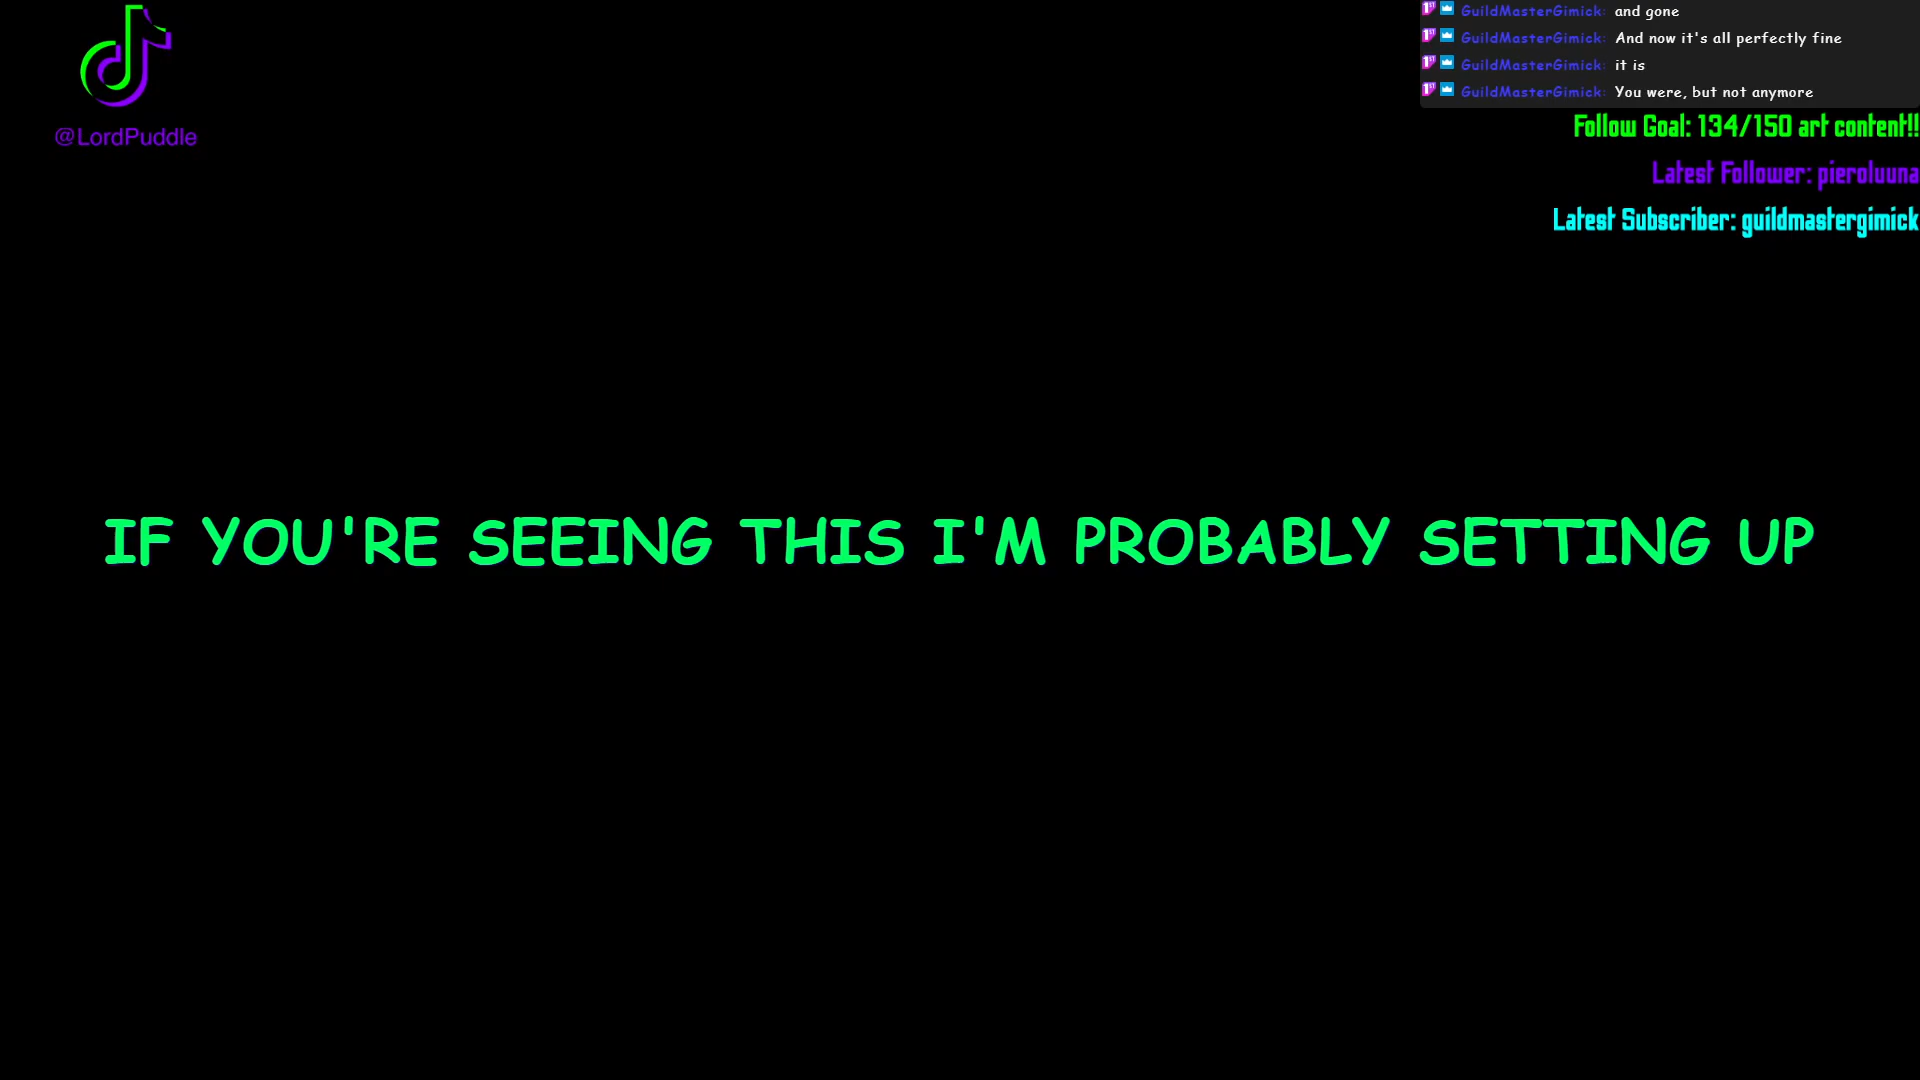 @LordPuddle
GuildMasterGimick: and gone
GuildMasterGimick: And now it's all perfectly fine
GuildMasterGimick: it is
GuildMasterGimick: You were, but not anymore
Follow Goal: 134/150 art content!!
Latest Follower: pieroluuna
Latest Subscriber: guildmastergimick
IF YOU'RE SEEING THIS I'M PROBABLY SETTING UP